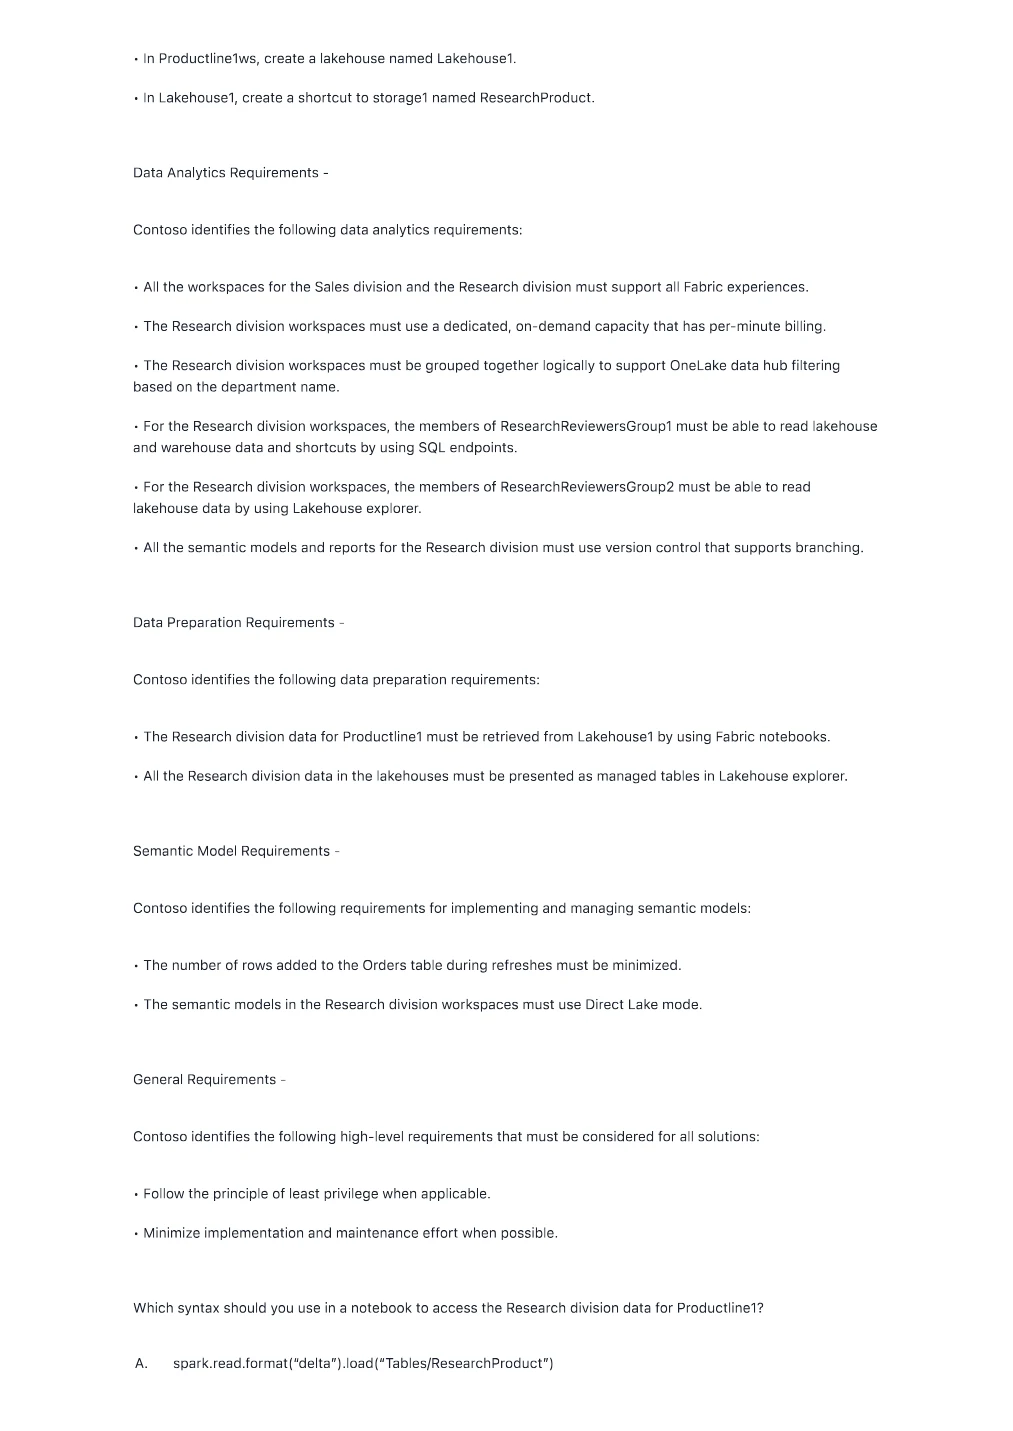 • In Productline1ws, create a lakehouse named Lakehouse1.
• In Lakehouse1, create a shortcut to storage1 named ResearchProduct.
Data Analytics Requirements -
Contoso identifies the following data analytics requirements:
• All the workspaces for the Sales division and the Research division must support all Fabric experiences.
• The Research division workspaces must use a dedicated, on-demand capacity that has per-minute billing.
• The Research division workspaces must be grouped together logically to support OneLake data hub filtering
based on the department name.
• For the Research division workspaces, the members of ResearchReviewersGroup1 must be able to read lakehouse
and warehouse data and shortcuts by using SQL endpoints.
• For the Research division workspaces, the members of ResearchReviewersGroup2 must be able to read
lakehouse data by using Lakehouse explorer.
• All the semantic models and reports for the Research division must use version control that supports branching.
Data Preparation Requirements -
Contoso identifies the following data preparation requirements:
• The Research division data for Productline1 must be retrieved from Lakehouse1 by using Fabric notebooks.
• All the Research division data in the lakehouses must be presented as managed tables in Lakehouse explorer.
Semantic Model Requirements -
Contoso identifies the following requirements for implementing and managing semantic models:
• The number of rows added to the Orders table during refreshes must be minimized.
• The semantic models in the Research division workspaces must use Direct Lake mode.
General Requirements -
Contoso identifies the following high-level requirements that must be considered for all solutions:
• Follow the principle of least privilege when applicable.
• Minimize implementation and maintenance effort when possible.
Which syntax should you use in a notebook to access the Research division data for Productline1?
A. spark.read.format(“delta”).load(“Tables/ResearchProduct”)